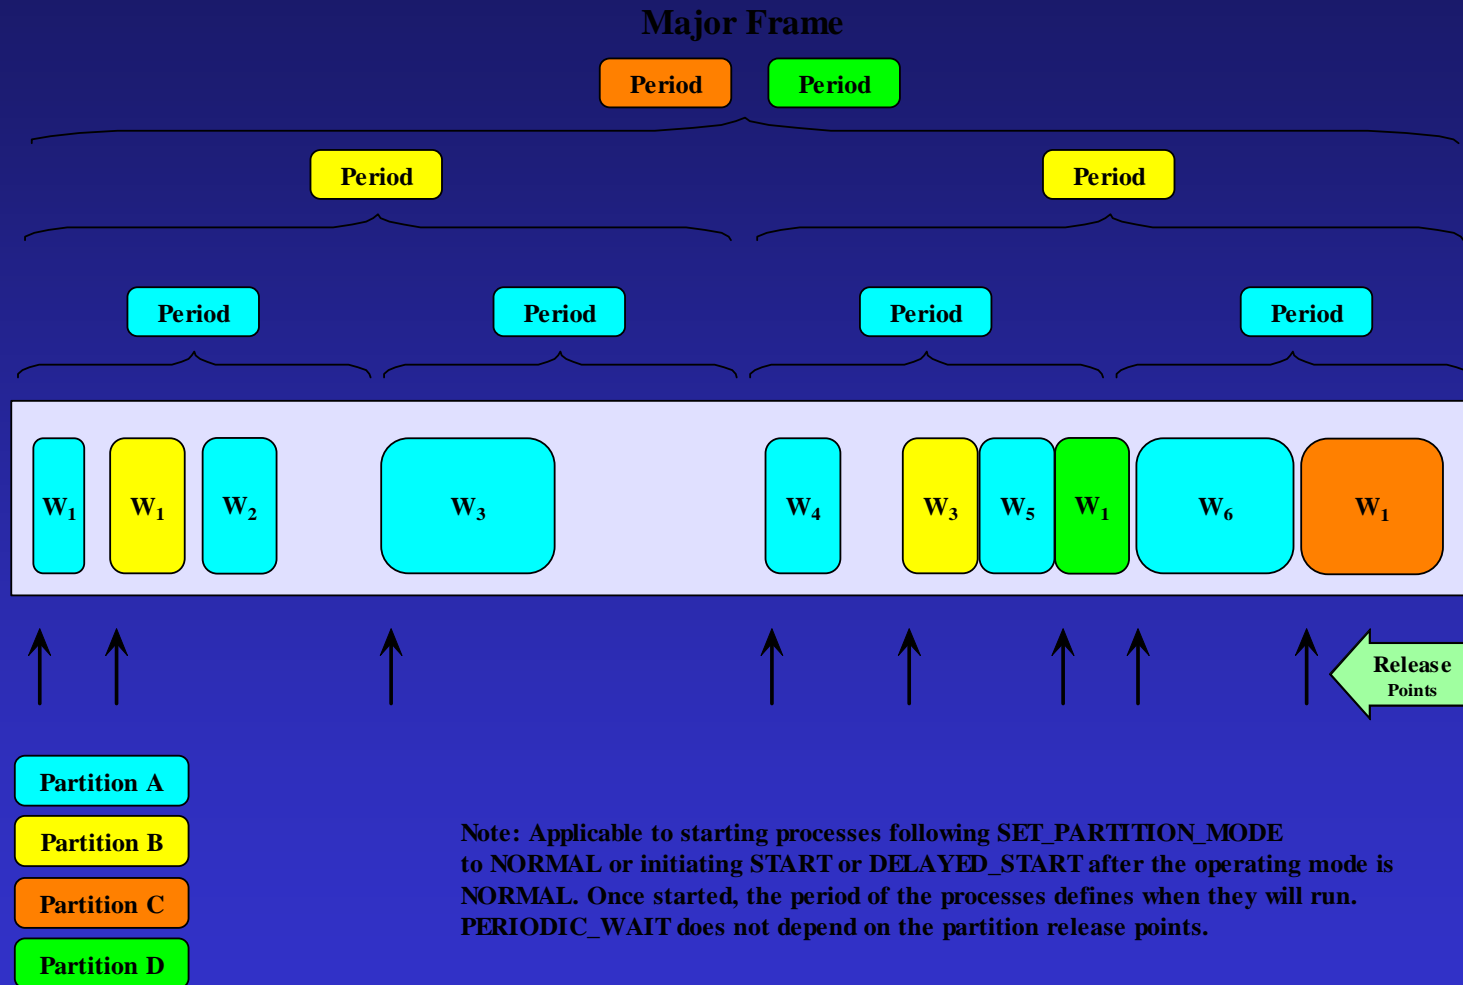 Major Frame
Period Period
Period Period
Period Period Period Period
W1 W1 W2 W3 W4 W3 W5 W1 W6 W1
Release
Points
Partition A
Partition B
Partition C
Partition D
Note: Applicable to starting processes following SET_PARTITION_MODE
to NORMAL or initiating START or DELAYED_START after the operating mode is
NORMAL. Once started, the period of the processes defines when they will run.
PERIODIC_WAIT does not depend on the partition release points.